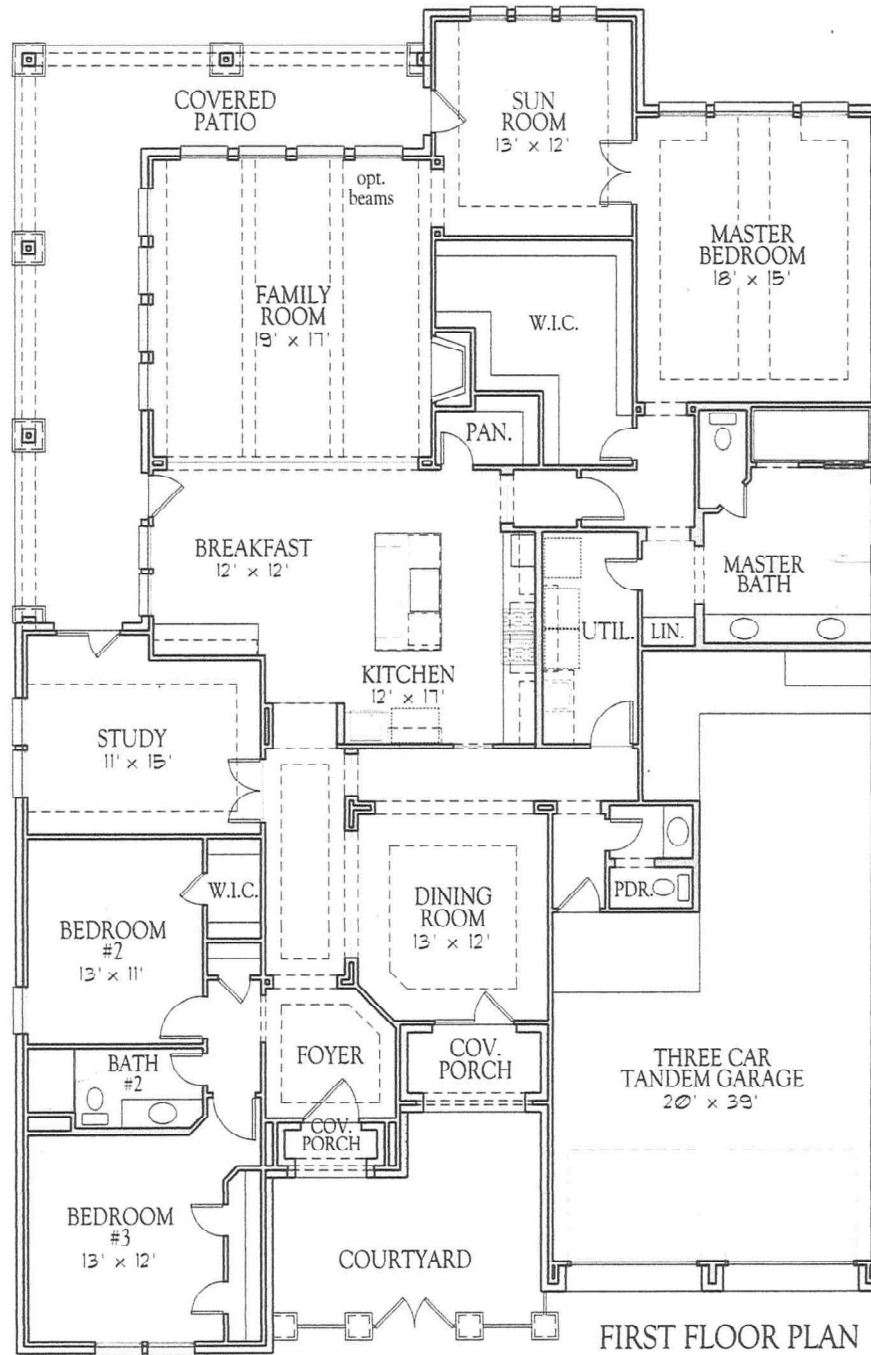 COVERED
PATIO
SUN
ROOM
13' x 12'
opt.
beams
MASTER
BEDROOM
18' x 15'
FAMILY
ROOM
19' x 17'
W.I.C.
PAN.
BREAKFAST
12' x 12'
MASTER
BATH
UTIL.
LIN.
KITCHEN
12' x 17'
STUDY
11' x 15'
W.I.C.
BEDROOM
#2
13' x 11'
DINING
ROOM
13' x 12'
PDR.
BATH
#2
FOYER
COV.
PORCH
THREE CAR
TANDEM GARAGE
20' x 39'
COV.
PORCH
BEDROOM
#3
13' x 12'
COURTYARD
FIRST FLOOR PLAN